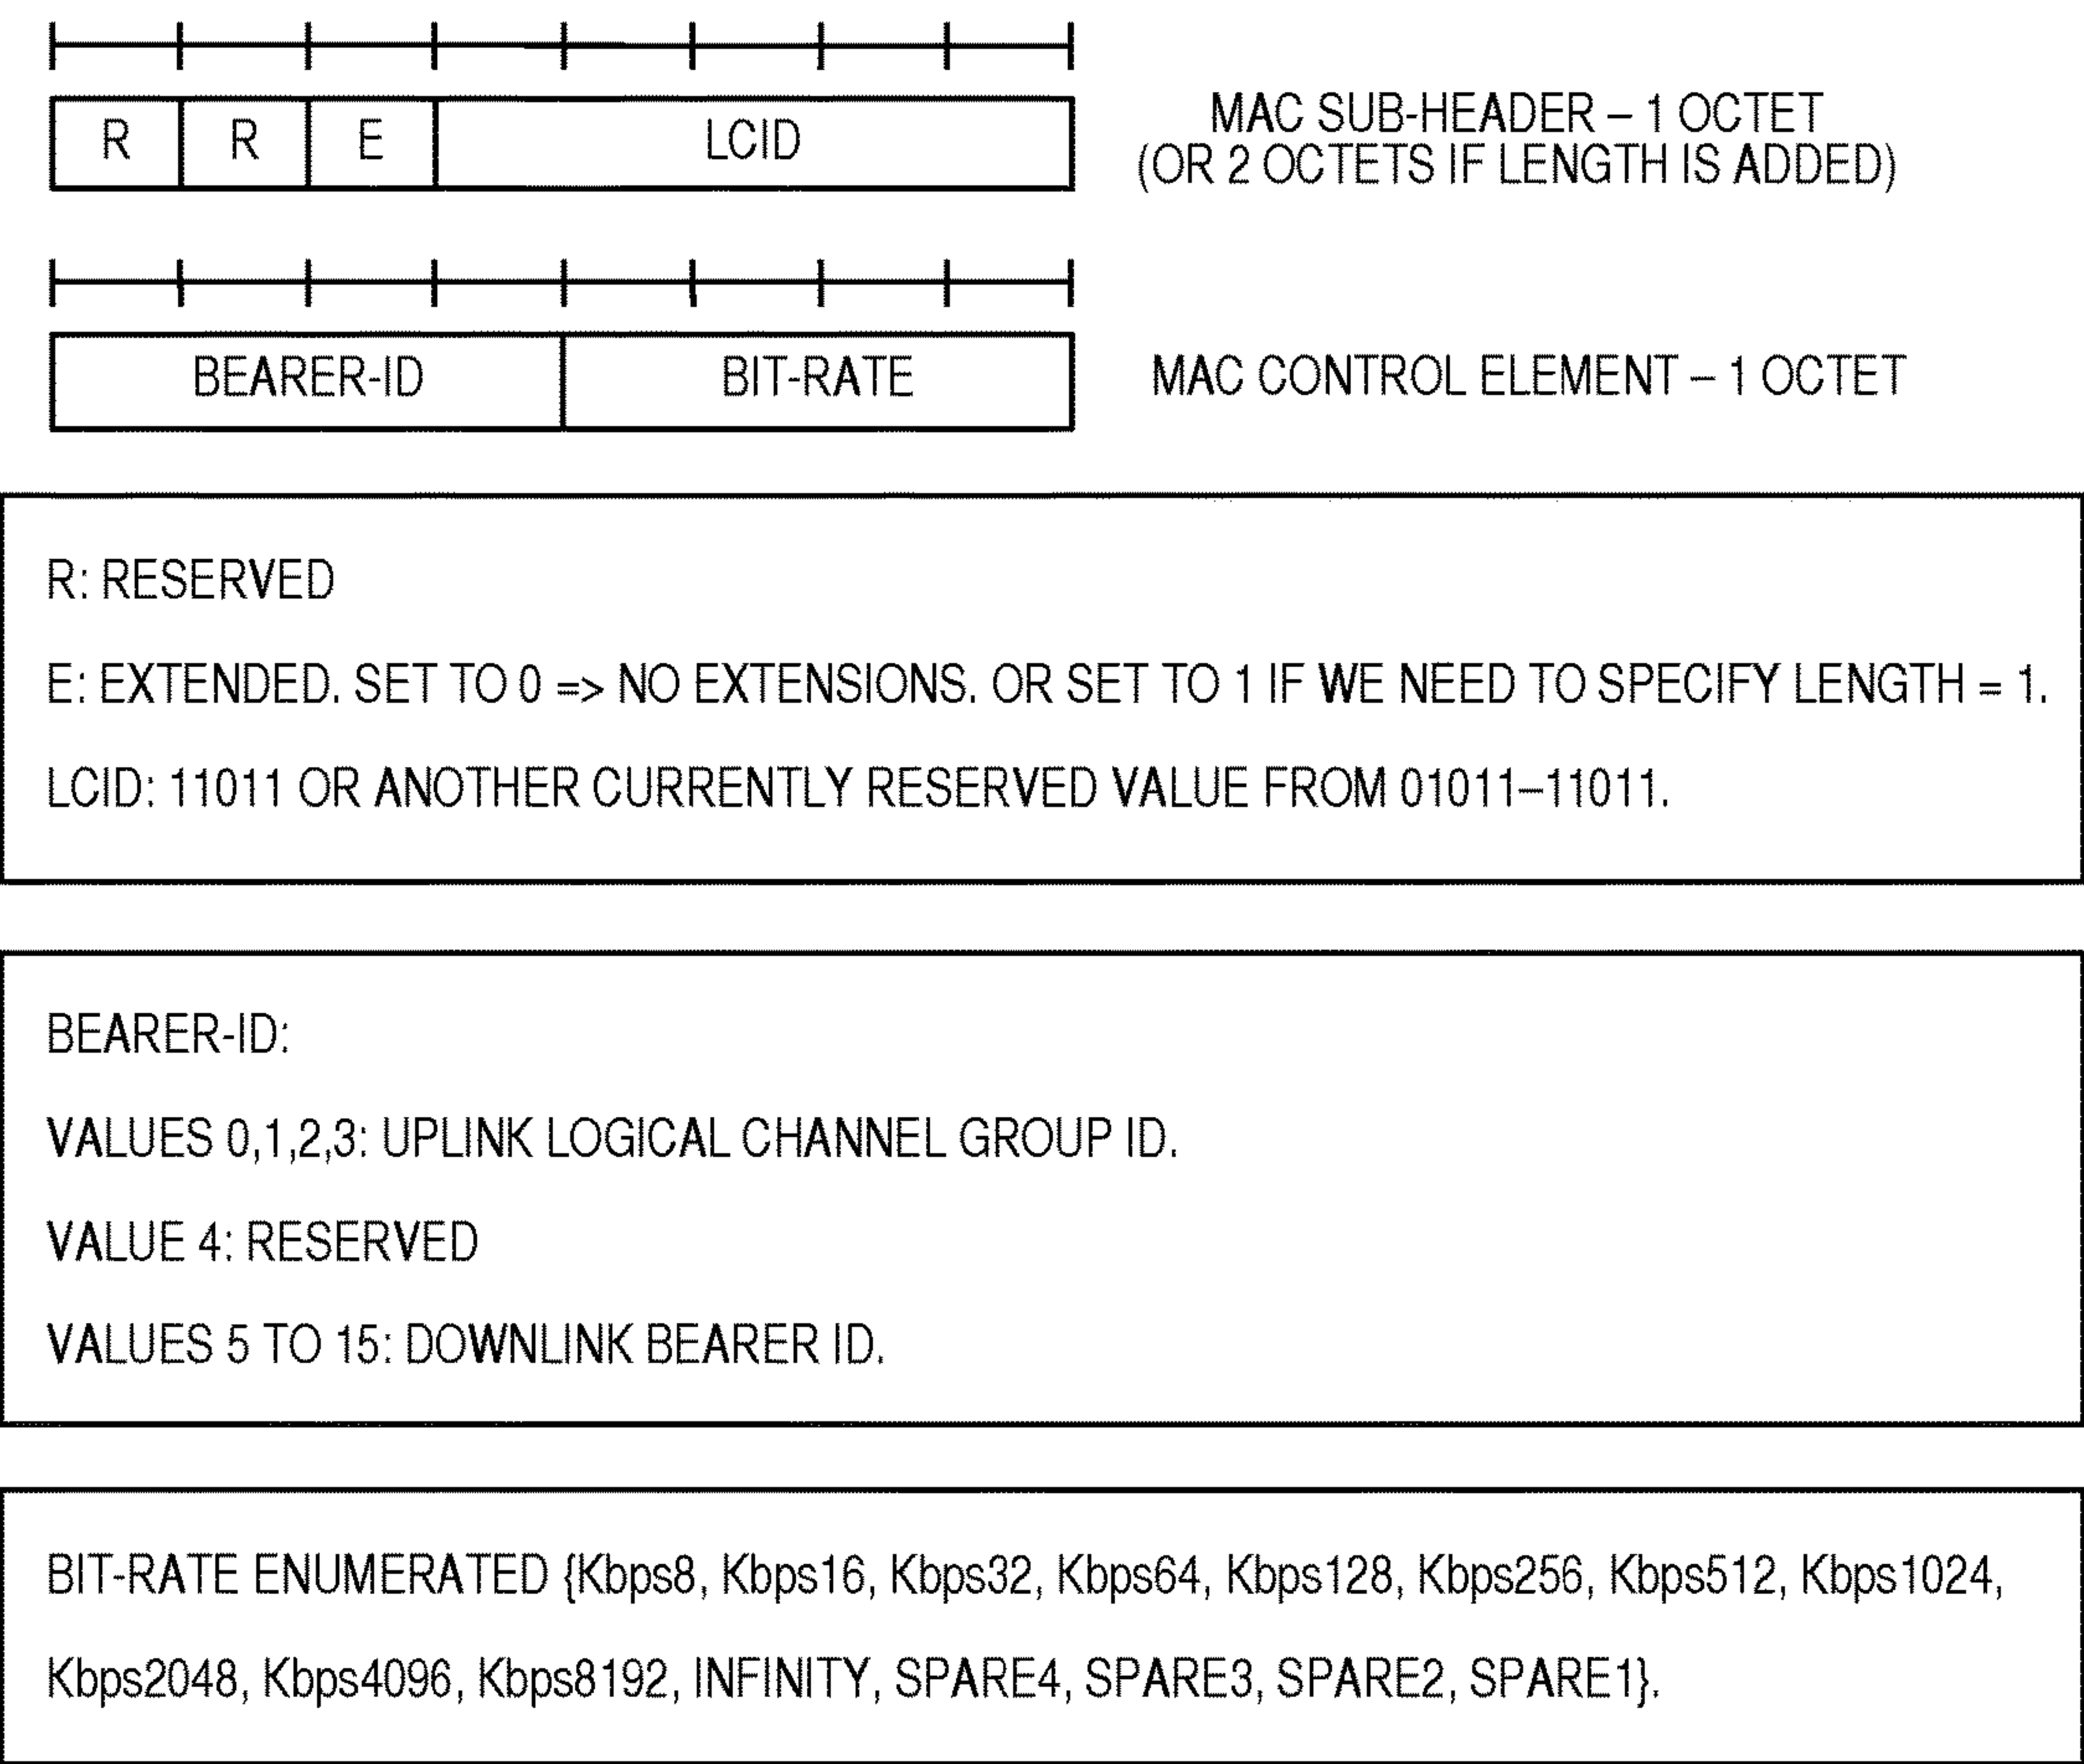 R R E LCID
MAC SUB-HEADER – 1 OCTET
(OR 2 OCTETS IF LENGTH IS ADDED)
BEARER-ID BIT-RATE
MAC CONTROL ELEMENT – 1 OCTET
R: RESERVED
E: EXTENDED. SET TO 0 => NO EXTENSIONS. OR SET TO 1 IF WE NEED TO SPECIFY LENGTH = 1.
LCID: 11011 OR ANOTHER CURRENTLY RESERVED VALUE FROM 01011–11011.
BEARER-ID:
VALUES 0,1,2,3: UPLINK LOGICAL CHANNEL GROUP ID.
VALUE 4: RESERVED
VALUES 5 TO 15: DOWNLINK BEARER ID.
BIT-RATE ENUMERATED {Kbps8, Kbps16, Kbps32, Kbps64, Kbps128, Kbps256, Kbps512, Kbps1024,
Kbps2048, Kbps4096, Kbps8192, INFINITY, SPARE4, SPARE3, SPARE2, SPARE1}.